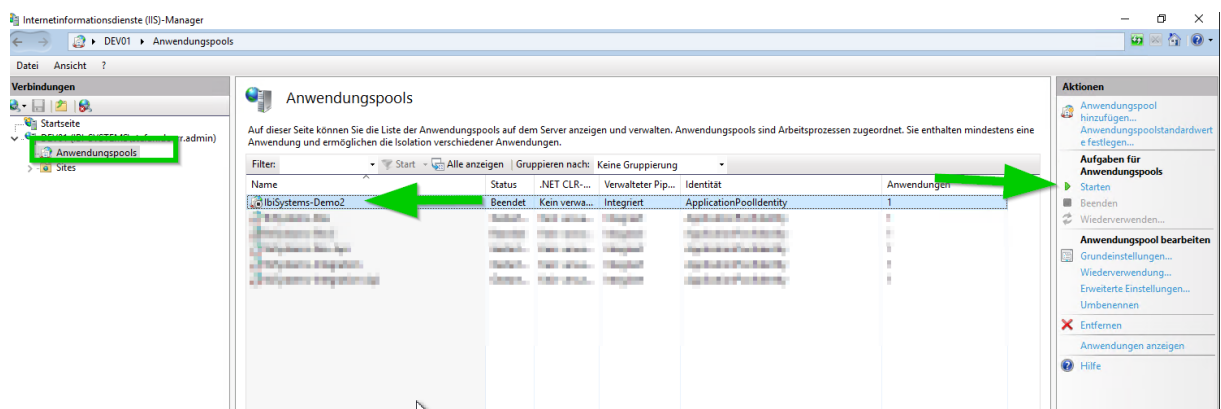 Internetinformationsdienste (IIS)-Manager
DEV01 Anwendungspools
Datei Ansicht ?
Verbindungen
Startseite
DEV01
.admin)
Anwendungspools
Sites
Anwendungspools
Auf dieser Seite können Sie die Liste der Anwendungspools auf dem Server anzeigen und verwalten. Anwendungspools sind Arbeitsprozessen zugeordnet. Sie enthalten mindestens eine
Anwendung und ermöglichen die Isolation verschiedener Anwendungen.
Filter: Start Alle anzeigen Gruppieren nach: Keine Gruppierung
Name Status .NET CLR-... Verwalteter Pip... Identität Anwendungen
IbiSystems-Demo2 Beendet Kein verwa... Integriert ApplicationPoolIdentity 1
Aktionen
Anwendungspool
hinzufügen...
Anwendungspoolstandardwert
e festlegen...
Aufgaben für
Anwendungspools
Starten
Beenden
Wiederverwenden...
Anwendungspool bearbeiten
Grundeinstellungen...
Wiederverwendung...
Erweiterte Einstellungen...
Umbenennen
Entfernen
Anwendungen anzeigen
Hilfe